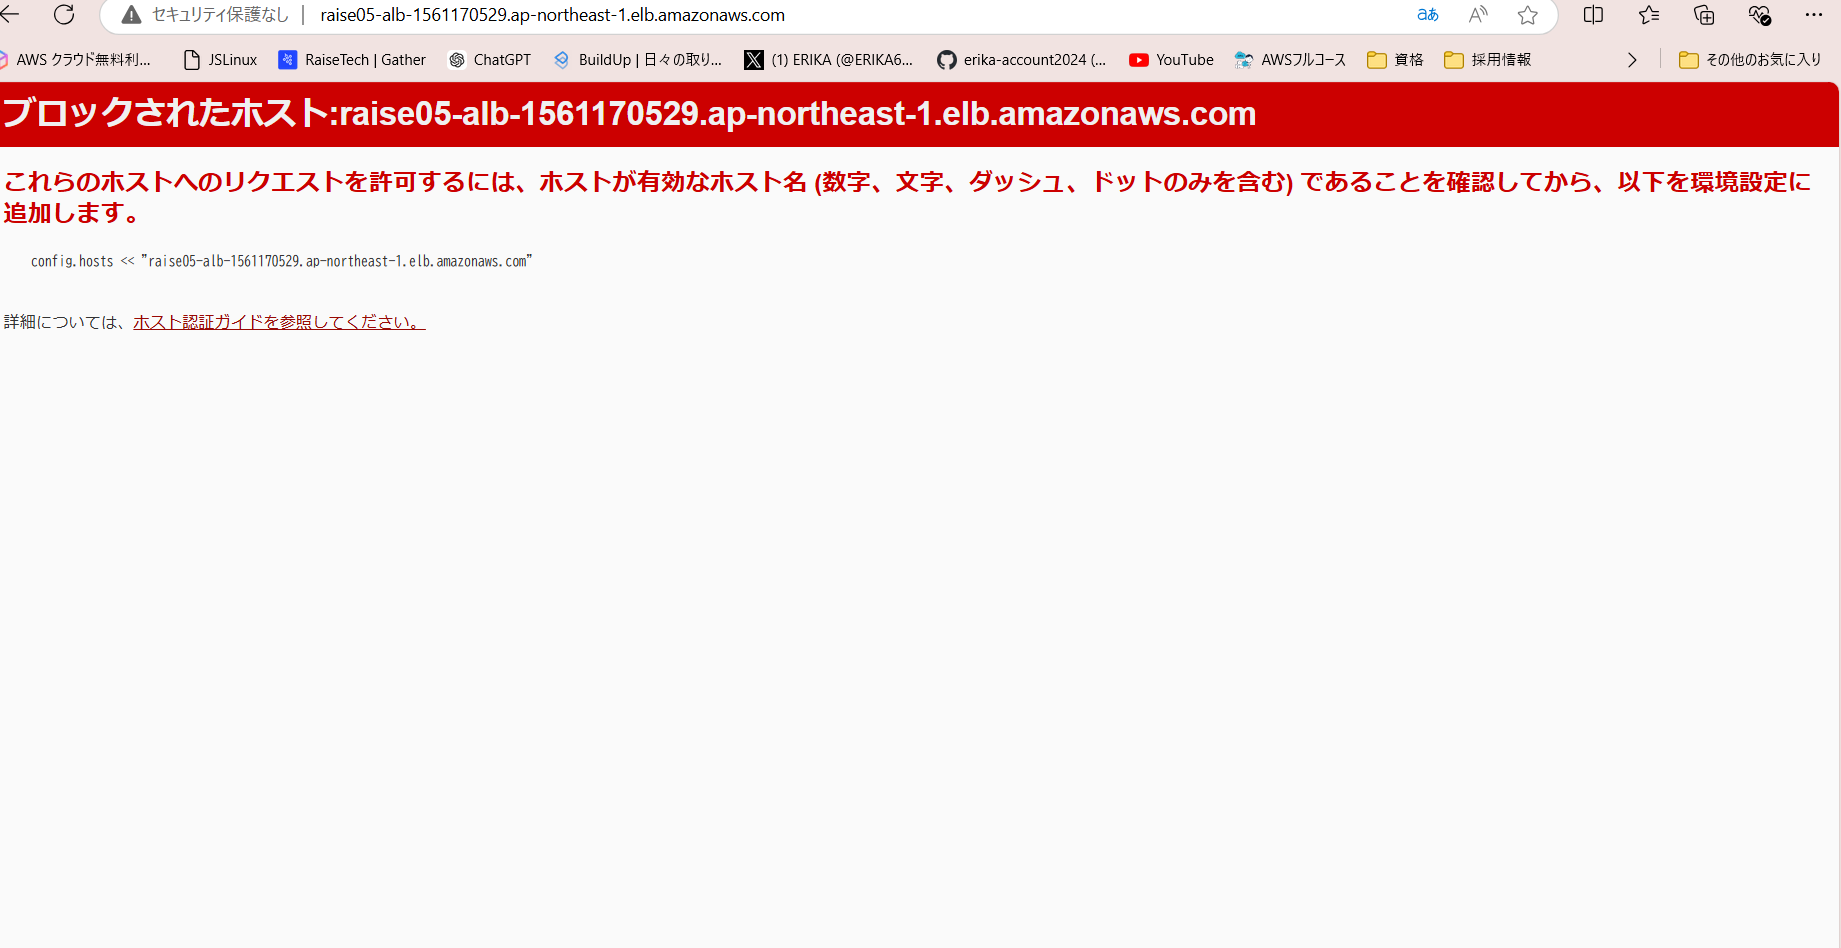 セキュリティ保護なし | raise05-alb-1561170529.ap-northeast-1.elb.amazonaws.com aあ A
AWS クラウド無料利... JSLinux RaiseTech | Gather ChatGPT BuildUp | 日々の取り... (1) ERIKA (@ERIKA6... erika-account2024 (... YouTube AWSフルコース 資格 採用情報 その他のお気に入り
ブロックされたホスト:raise05-alb-1561170529.ap-northeast-1.elb.amazonaws.com
これらのホストへのリクエストを許可するには、ホストが有効なホスト名 (数字、文字、ダッシュ、ドットのみを含む) であることを確認してから、以下を環境設定に
追加します。
config.hosts << "raise05-alb-1561170529.ap-northeast-1.elb.amazonaws.com"
詳細については、ホスト認証ガイドを参照してください。